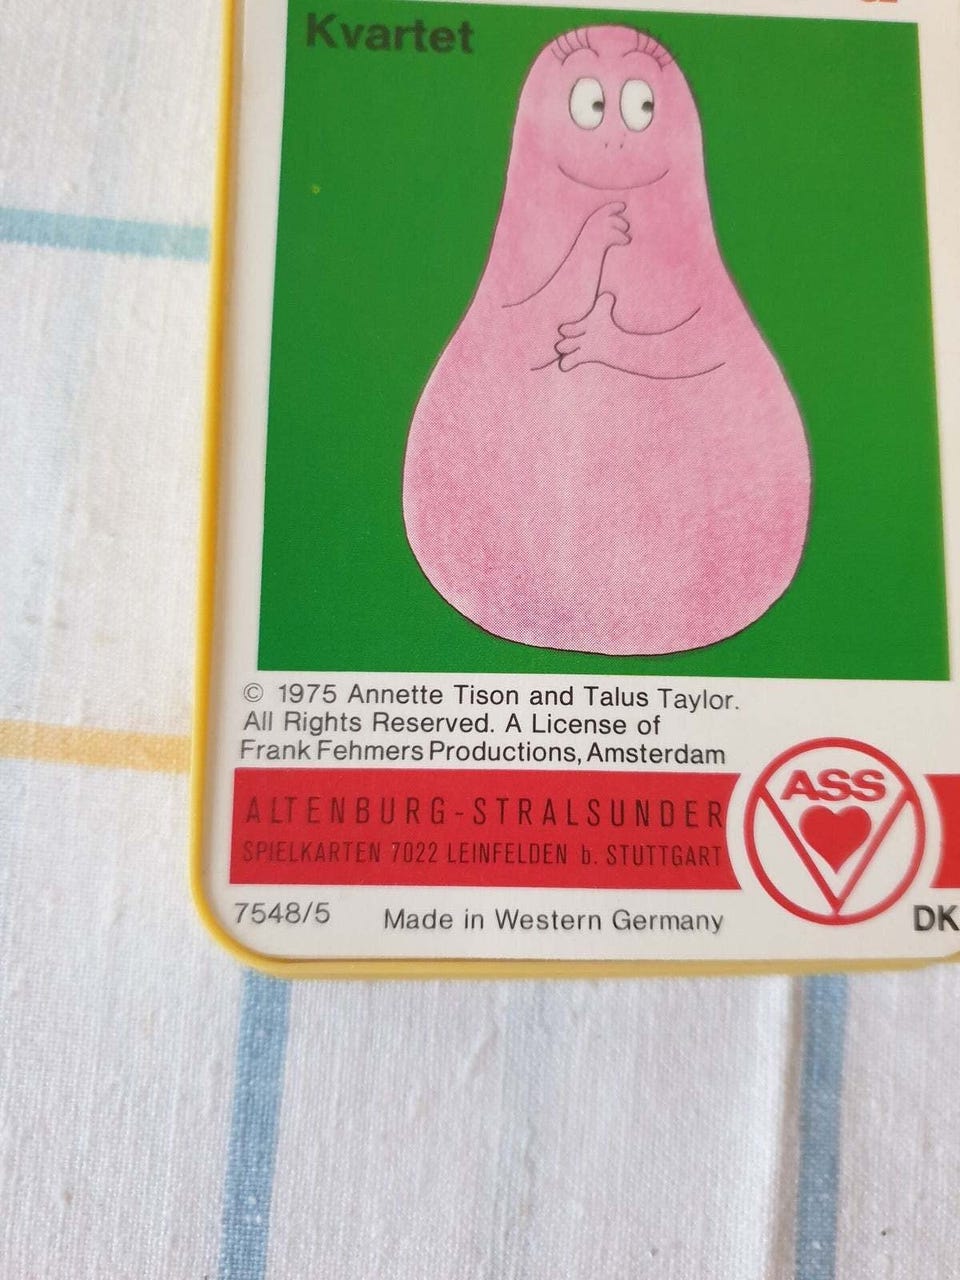 Kvartet
© 1975 Annette Tison and Talus Taylor.
All Rights Reserved. A License of
Frank Fehmers Productions, Amsterdam
ALTENBURG-STRALSUNDER
SPIELKARTEN 7022 LEINFELDEN b. STUTTGART
ASS
7548/5 Made in Western Germany DK